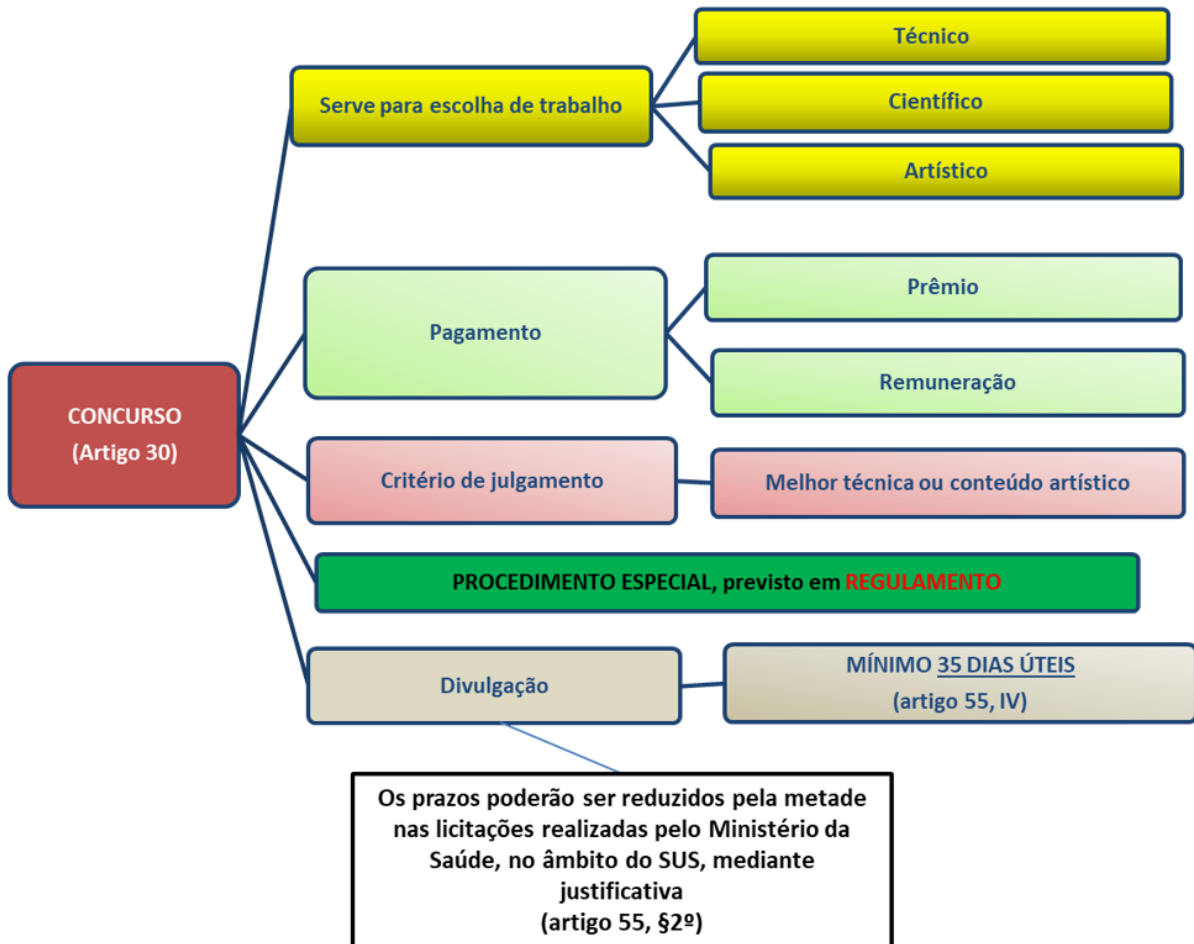 Técnico
Serve para escolha de trabalho
Científico
Artístico
Prêmio
Pagamento
Remuneração
CONCURSO
(Artigo 30)
Critério de julgamento
Melhor técnica ou conteúdo artístico
PROCEDIMENTO ESPECIAL, previsto em REGULAMENTO
Divulgação
MÍNIMO 35 DIAS ÚTEIS
(artigo 55, IV)
Os prazos poderão ser reduzidos pela metade
nas licitações realizadas pelo Ministério da
Saúde, no âmbito do SUS, mediante
justificativa
(artigo 55, §2º)